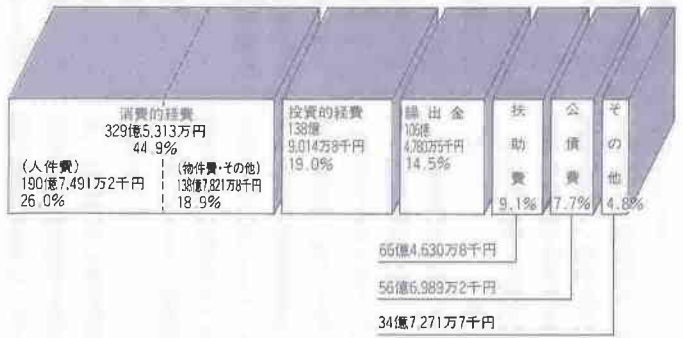 消費的経費
329億5,313万円
44.9%
(人件費)
190億7,491万2千円
26.0%
(物件費・その他)
138億7,821万8千円
18.9%
投資的経費
138億
9,014万8千円
19.0%
繰出金
106億
4,780万5千円
14.5%
扶助費
9.1%
公債費
7.7%
その他
4.8%
66億4,630万8千円
56億6,989万2千円
34億7,271万7千円